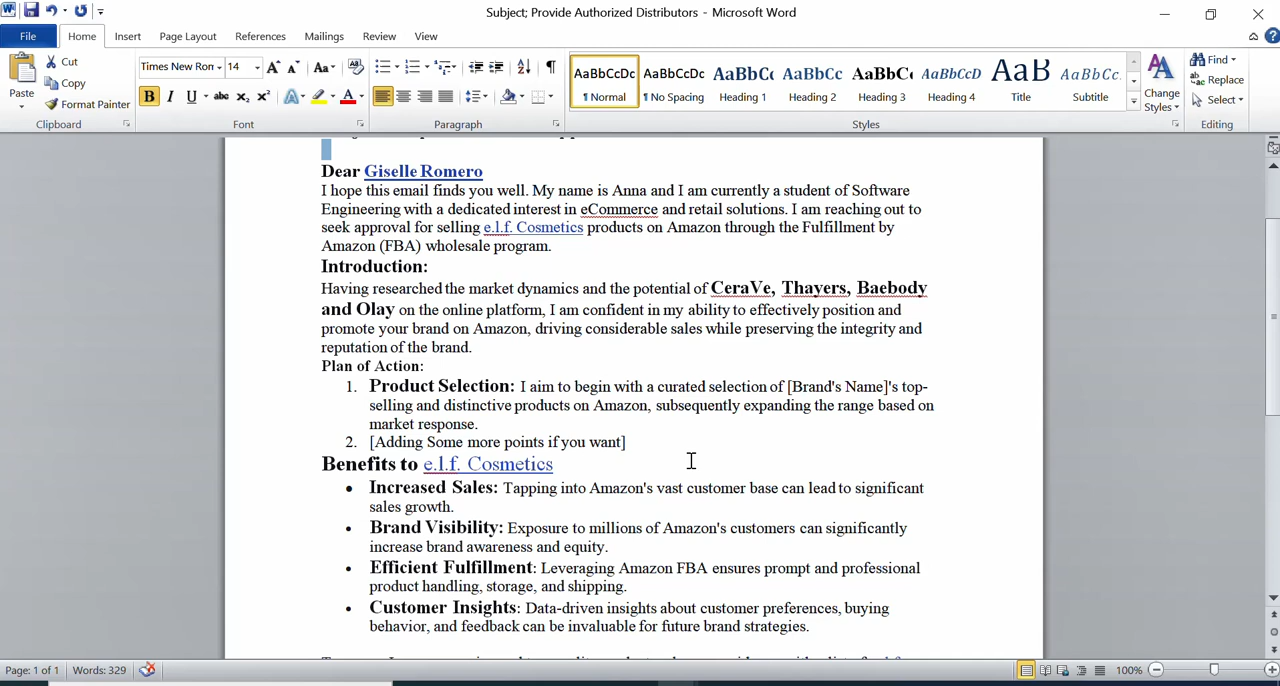 Subject; Provide Authorized Distributors - Microsoft Word
File Home Insert Page Layout References Mailings Review View
Paste Cut Copy Format Painter Clipboard
Times New Ron 14 Aa
B I U abc x₂ x² A A Font
Paragraph
AaBbCcDc AaBbCcDc AaBbCc AaBbCc AaBbCc AaBbCcD AaB AaBbCc.
¶ Normal ¶ No Spacing Heading 1 Heading 2 Heading 3 Heading 4 Title Subtitle Change Styles Styles
Find Replace Select Editing
Dear Giselle Romero
I hope this email finds you well. My name is Anna and I am currently a student of Software
Engineering with a dedicated interest in eCommerce and retail solutions. I am reaching out to
seek approval for selling e.l.f. Cosmetics products on Amazon through the Fulfillment by
Amazon (FBA) wholesale program.
Introduction:
Having researched the market dynamics and the potential of CeraVe, Thayers, Baebody
and Olay on the online platform, I am confident in my ability to effectively position and
promote your brand on Amazon, driving considerable sales while preserving the integrity and
reputation of the brand.
Plan of Action:
1. Product Selection: I aim to begin with a curated selection of [Brand's Name]'s top-
selling and distinctive products on Amazon, subsequently expanding the range based on
market response.
2. [Adding Some more points if you want]
Benefits to e.l.f. Cosmetics
• Increased Sales: Tapping into Amazon's vast customer base can lead to significant
sales growth.
• Brand Visibility: Exposure to millions of Amazon's customers can significantly
increase brand awareness and equity.
• Efficient Fulfillment: Leveraging Amazon FBA ensures prompt and professional
product handling, storage, and shipping.
• Customer Insights: Data-driven insights about customer preferences, buying
behavior, and feedback can be invaluable for future brand strategies.
Page: 1 of 1 Words: 329 100%